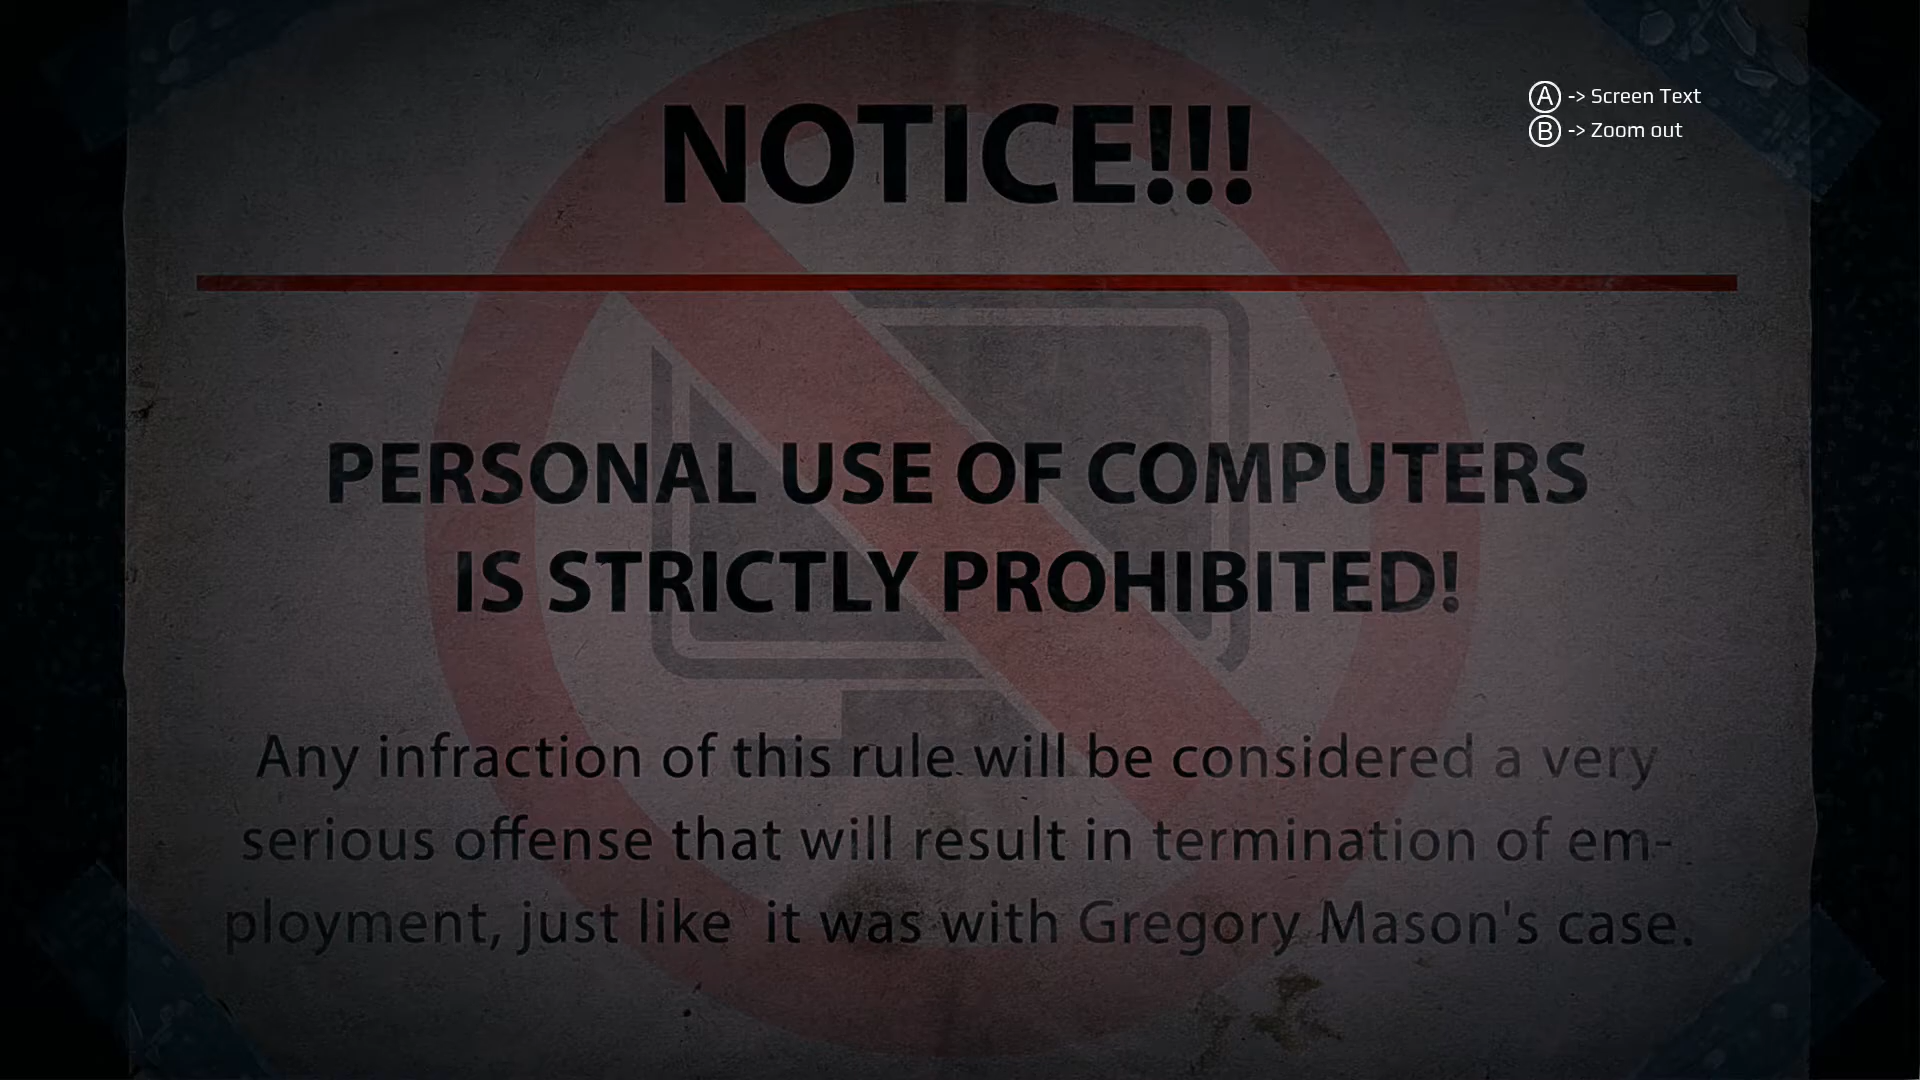 NOTICE!!!
A -> Screen Text
B -> Zoom out
PERSONAL USE OF COMPUTERS
IS STRICTLY PROHIBITED!
Any infraction of this rule will be considered a very
serious offense that will result in termination of em-
ployment, just like it was with Gregory Mason's case.